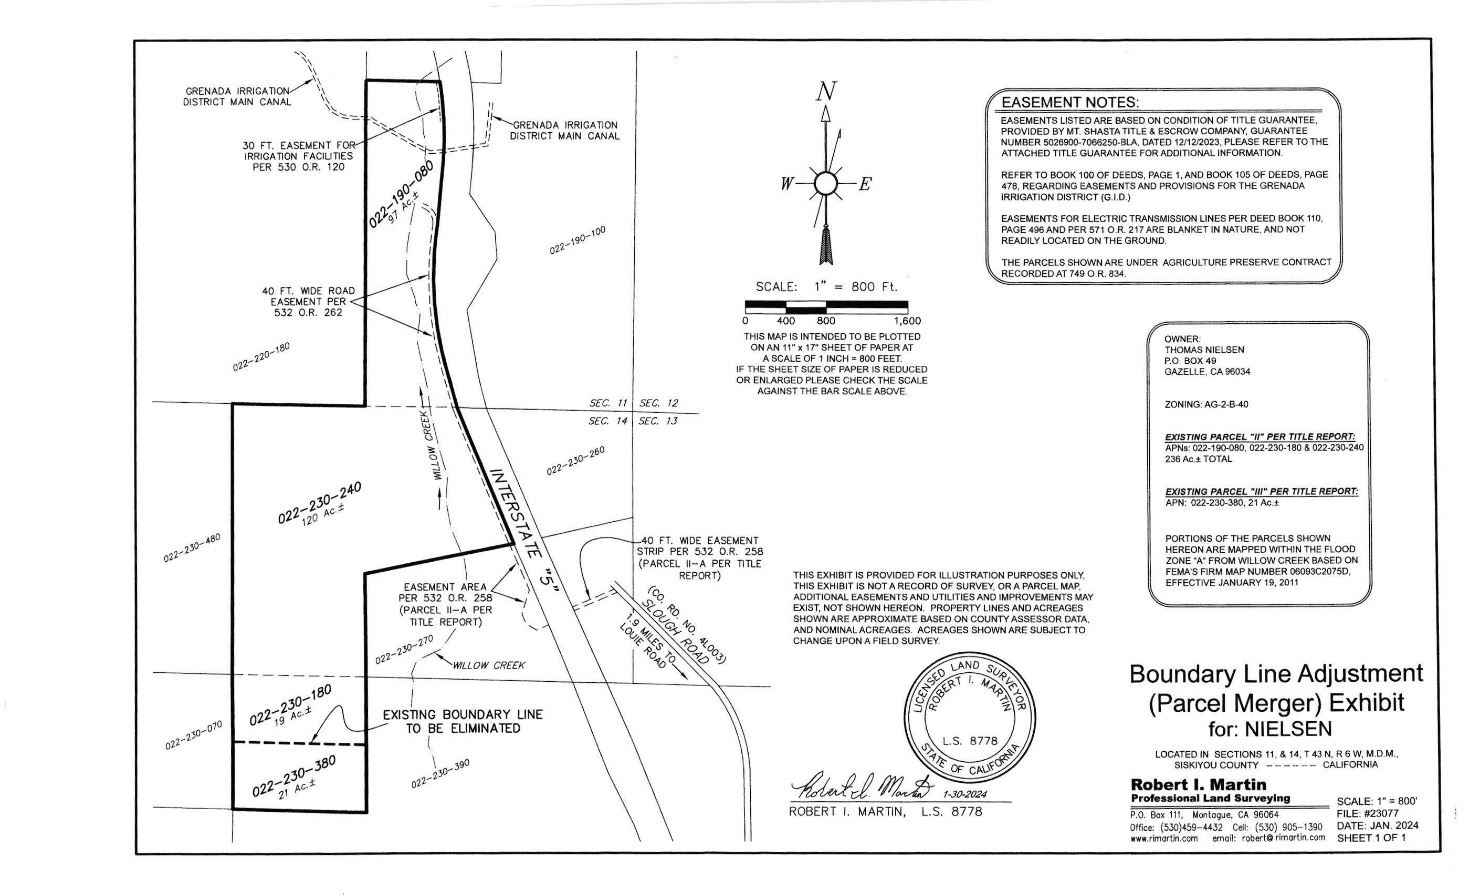 GRENADA IRRIGATION
DISTRICT MAIN CANAL
GRENADA IRRIGATION
DISTRICT MAIN CANAL
30 FT. EASEMENT FOR
IRRIGATION FACILITIES
PER 530 O.R. 120
022-190-080
97 Ac.±
022-190-100
40 FT. WIDE ROAD
EASEMENT PER
532 O.R. 262
022-220-180
SEC. 11
SEC. 12
SEC. 14
SEC. 13
WILLOW CREEK
022-230-260
INTERSTATE "5"
022-230-240
120 Ac.±
022-230-480
40 FT. WIDE EASEMENT
STRIP PER 532 O.R. 258
(PARCEL II-A PER TITLE
REPORT)
EASEMENT AREA
PER 532 O.R. 258
(PARCEL II-A PER
TITLE REPORT)
(CO. RD. NO. 4L003)
SLOUGH ROAD
1.9 MILES TO
LOUIE ROAD
022-230-270
WILLOW CREEK
022-230-180
19 Ac.±
EXISTING BOUNDARY LINE
TO BE ELIMINATED
022-230-070
022-230-380
21 Ac.±
022-230-390
N
W
E
SCALE: 1" = 800 Ft.
0 400 800 1,600
THIS MAP IS INTENDED TO BE PLOTTED
ON AN 11" x 17" SHEET OF PAPER AT
A SCALE OF 1 INCH = 800 FEET.
IF THE SHEET SIZE OF PAPER IS REDUCED
OR ENLARGED PLEASE CHECK THE SCALE
AGAINST THE BAR SCALE ABOVE.
EASEMENT NOTES:
EASEMENTS LISTED ARE BASED ON CONDITION OF TITLE GUARANTEE,
PROVIDED BY MT. SHASTA TITLE & ESCROW COMPANY, GUARANTEE
NUMBER 5026900-7066250-BLA, DATED 12/12/2023, PLEASE REFER TO THE
ATTACHED TITLE GUARANTEE FOR ADDITIONAL INFORMATION.
REFER TO BOOK 100 OF DEEDS, PAGE 1, AND BOOK 105 OF DEEDS, PAGE
478, REGARDING EASEMENTS AND PROVISIONS FOR THE GRENADA
IRRIGATION DISTRICT (G.I.D.)
EASEMENTS FOR ELECTRIC TRANSMISSION LINES PER DEED BOOK 110,
PAGE 496 AND PER 571 O.R. 217 ARE BLANKET IN NATURE, AND NOT
READILY LOCATED ON THE GROUND.
THE PARCELS SHOWN ARE UNDER AGRICULTURE PRESERVE CONTRACT
RECORDED AT 749 O.R. 834.
OWNER:
THOMAS NIELSEN
P.O. BOX 49
GAZELLE, CA 96034
ZONING: AG-2-B-40
EXISTING PARCEL "II" PER TITLE REPORT:
APNs: 022-190-080, 022-230-180 & 022-230-240
236 Ac.± TOTAL
EXISTING PARCEL "III" PER TITLE REPORT:
APN: 022-230-380, 21 Ac.±
PORTIONS OF THE PARCELS SHOWN
HEREON ARE MAPPED WITHIN THE FLOOD
ZONE "A" FROM WILLOW CREEK BASED ON
FEMA'S FIRM MAP NUMBER 06093C2075D,
EFFECTIVE JANUARY 19, 2011
THIS EXHIBIT IS PROVIDED FOR ILLUSTRATION PURPOSES ONLY,
THIS EXHIBIT IS NOT A RECORD OF SURVEY, OR A PARCEL MAP,
ADDITIONAL EASEMENTS AND UTILITIES AND IMPROVEMENTS MAY
EXIST, NOT SHOWN HEREON. PROPERTY LINES AND ACREAGES
SHOWN ARE APPROXIMATE BASED ON COUNTY ASSESSOR DATA,
AND NOMINAL ACREAGES. ACREAGES SHOWN ARE SUBJECT TO
CHANGE UPON A FIELD SURVEY.
LICENSED LAND SURVEYOR
ROBERT I. MARTIN
L.S. 8778
STATE OF CALIFORNIA
Robert I. Martin 1-30-2024
ROBERT I. MARTIN, L.S. 8778
Boundary Line Adjustment
(Parcel Merger) Exhibit
for: NIELSEN
LOCATED IN SECTIONS 11, & 14, T 43 N, R 6 W, M.D.M.,
SISKIYOU COUNTY – – – – – – CALIFORNIA
Robert I. Martin
Professional Land Surveying
P.O. Box 111, Montague, CA 96064
Office: (530)459-4432 Cell: (530) 905-1390
www.rimartin.com email: robert@rimartin.com
SCALE: 1" = 800'
FILE: #23077
DATE: JAN. 2024
SHEET 1 OF 1